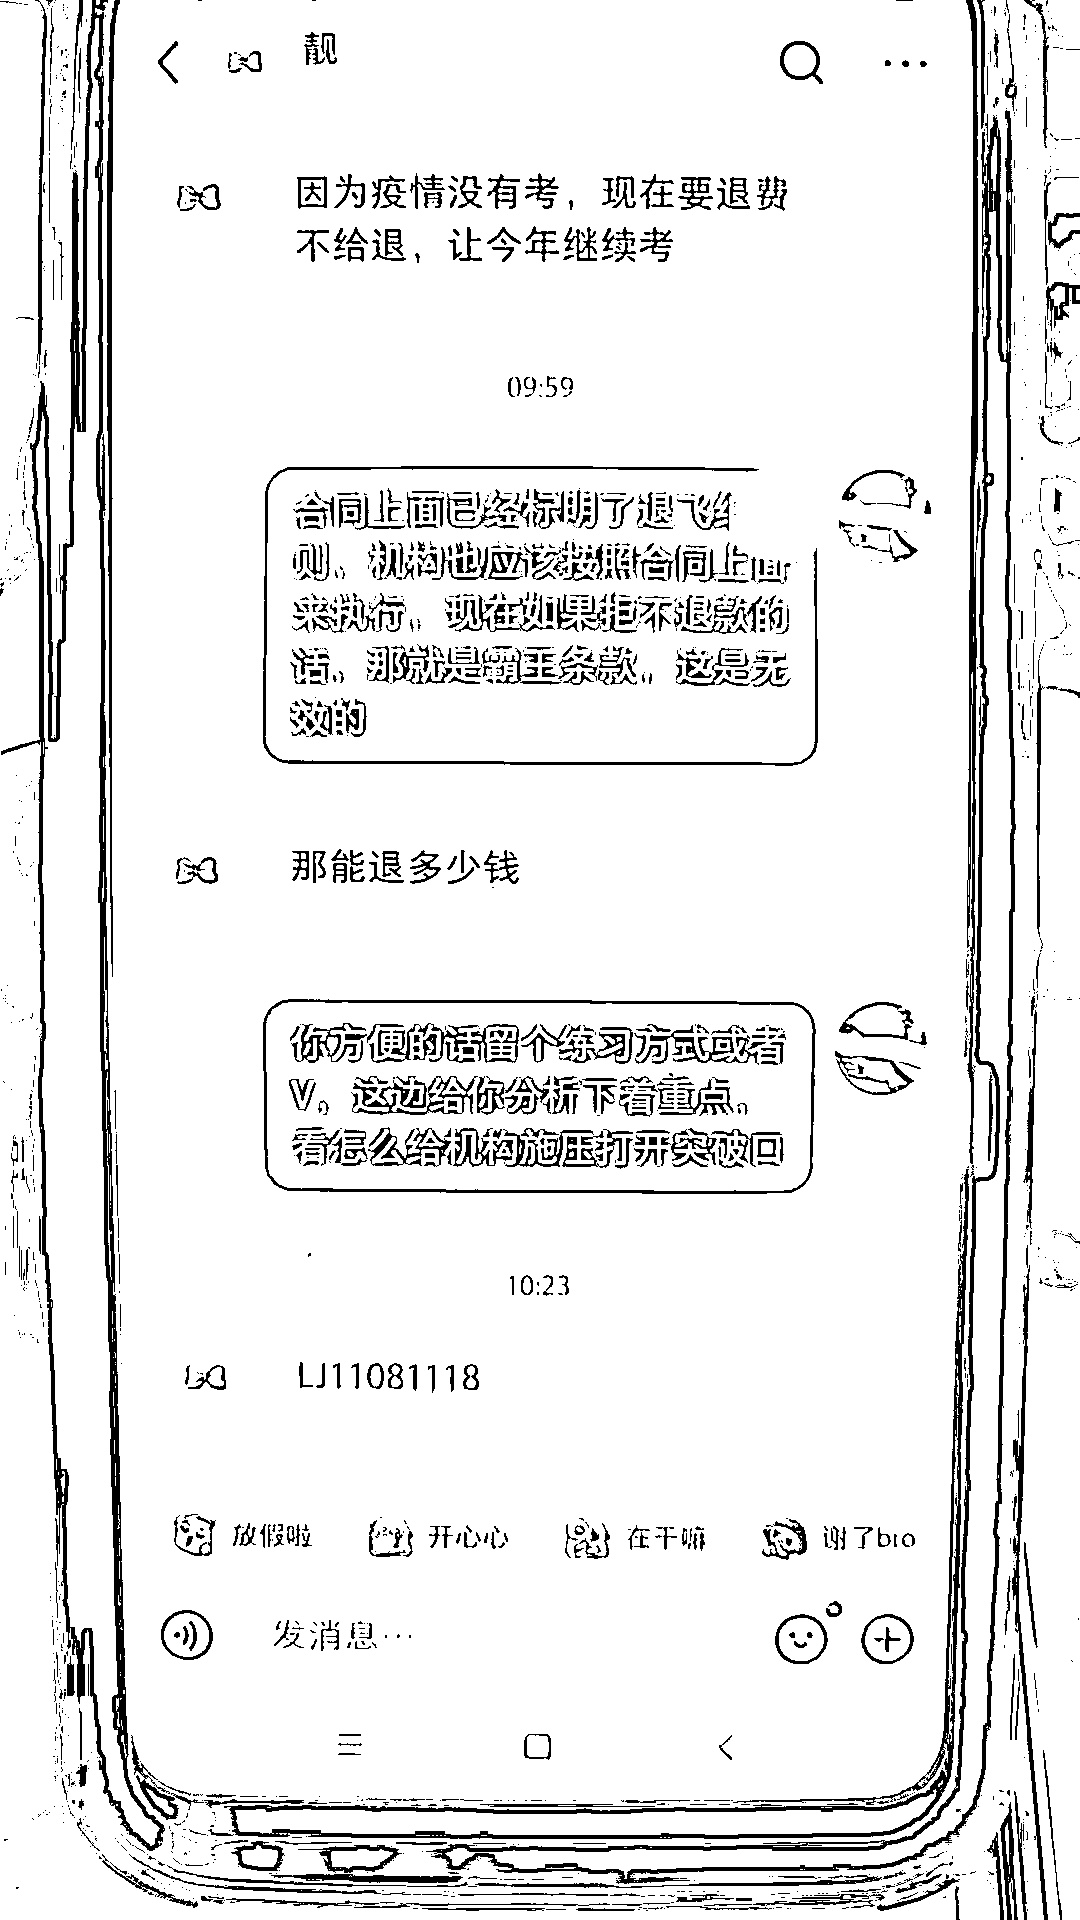 靓
因为疫情没有考，现在要退费
不给退，让今年继续考
09:59
合同上面已经标明了退飞细
则。机构也应该按照合同上面
来执行。现在如果拒不退款的
话。那就是霸王条款。这是无
效的
那能退多少钱
你方便的话留个练习方式或者
V。这边给你分析下着重点。
看怎么给机构施压打开突破口
10:23
LJ11081118
放假啦 开心心 在干嘛 谢了bro
发消息…